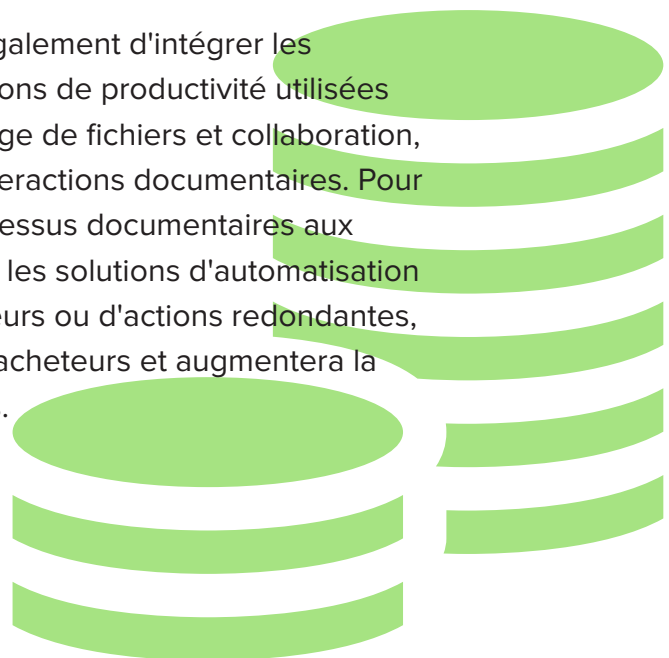 galement d'intégrer les
ons de productivité utilisées
ge de fichiers et collaboration,
eractions documentaires. Pour
essus documentaires aux
les solutions d'automatisation
eurs ou d'actions redondantes,
acheteurs et augmentera la
.